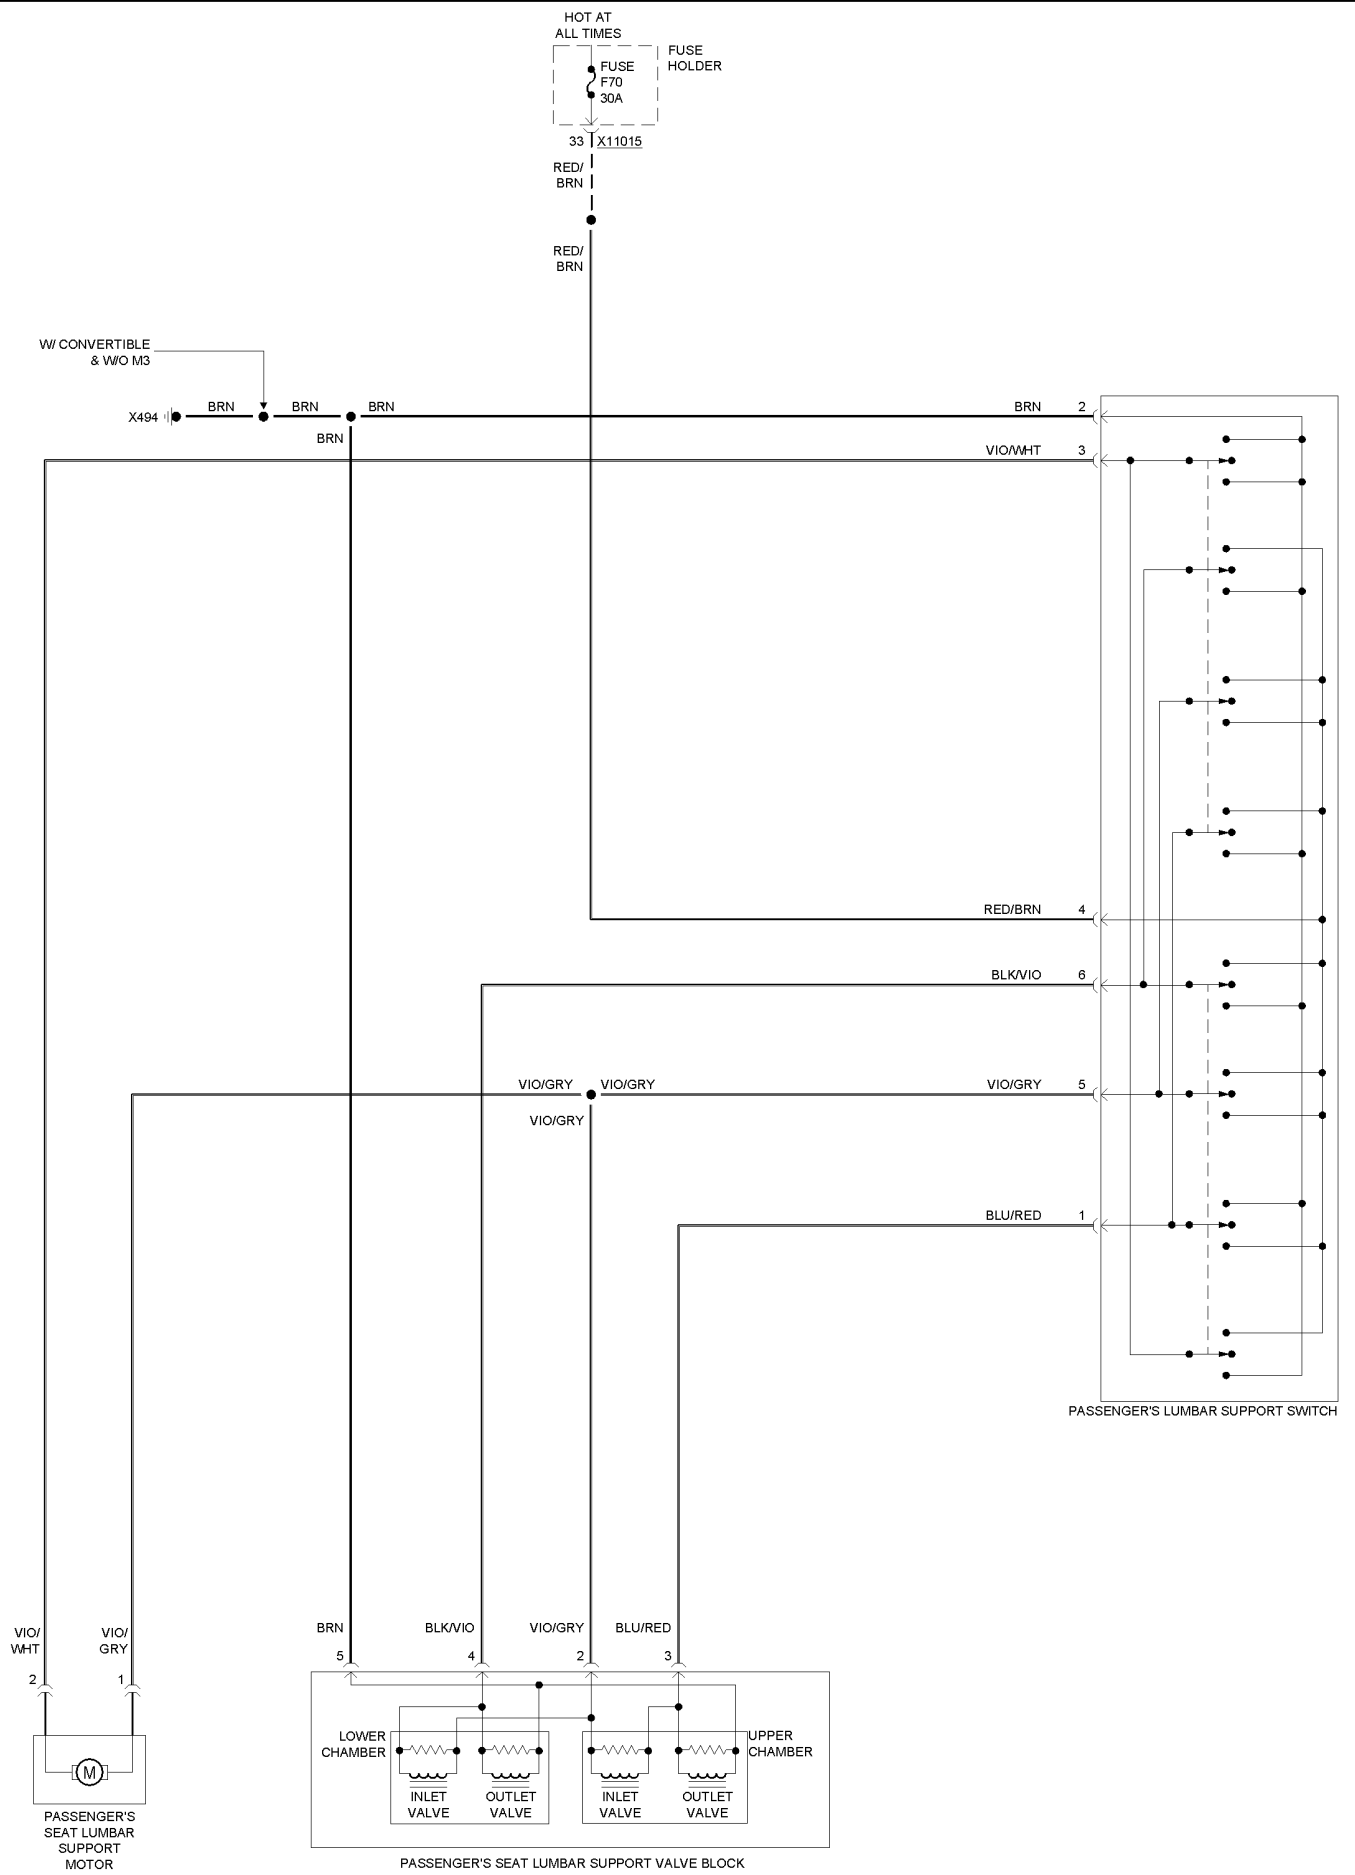 HOT AT
ALL TIMES
FUSE
HOLDER
FUSE
F70
30A
33 X11015
RED/
BRN
RED/
BRN
W/ CONVERTIBLE
& W/O M3
X494
BRN
BRN
BRN
BRN 2
BRN
VIO/WHT 3
RED/BRN 4
BLK/VIO 6
VIO/GRY
VIO/GRY
VIO/GRY 5
VIO/GRY
BLU/RED 1
PASSENGER'S LUMBAR SUPPORT SWITCH
VIO/
WHT
2
VIO/
GRY
1
BRN
5
BLK/VIO
4
VIO/GRY
2
BLU/RED
3
LOWER
CHAMBER
UPPER
CHAMBER
M
INLET
VALVE
OUTLET
VALVE
INLET
VALVE
OUTLET
VALVE
PASSENGER'S
SEAT LUMBAR
SUPPORT
MOTOR
PASSENGER'S SEAT LUMBAR SUPPORT VALVE BLOCK